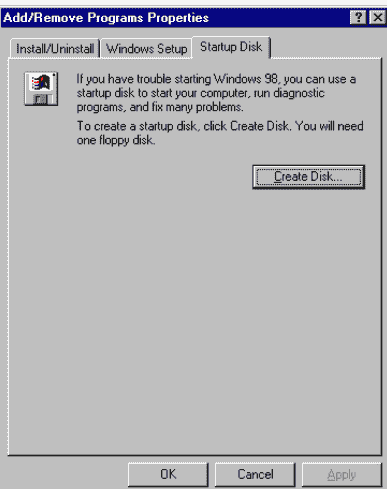 Add/Remove Programs Properties
Install/Uninstall Windows Setup Startup Disk
If you have trouble starting Windows 98, you can use a
startup disk to start your computer, run diagnostic
programs, and fix many problems.
To create a startup disk, click Create Disk. You will need
one floppy disk.
Create Disk...
OK Cancel Apply